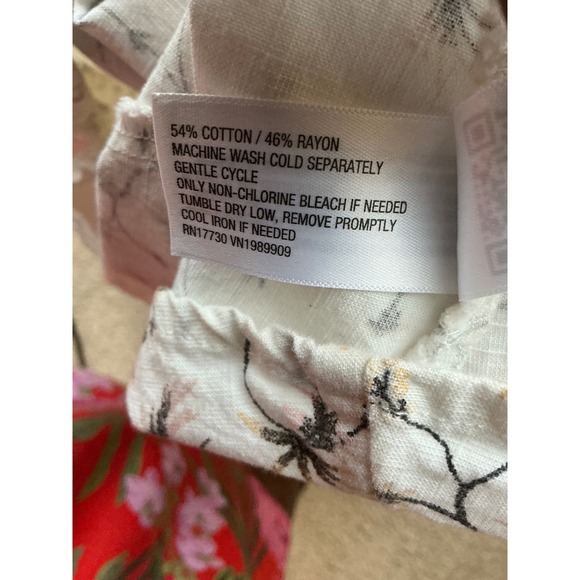 54% COTTON / 46% RAYON
MACHINE WASH COLD SEPARATELY
GENTLE CYCLE
ONLY NON-CHLORINE BLEACH IF NEEDED
TUMBLE DRY LOW, REMOVE PROMPTLY
COOL IRON IF NEEDED
RN17730 VN1989909